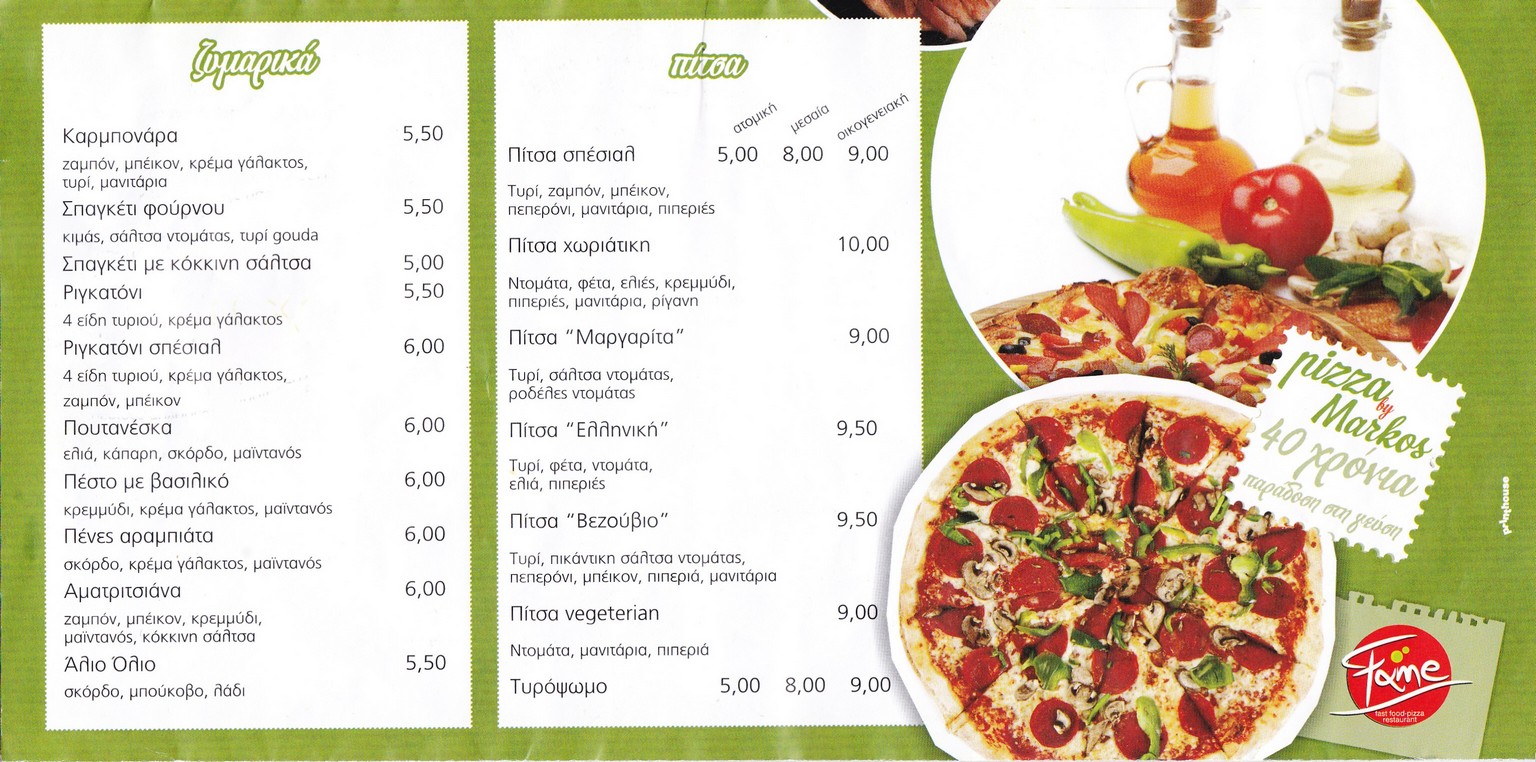 ζυμαρικά
Καρμπονάρα 5,50
ζαμπόν, μπέικον, κρέμα γάλακτος,
τυρί, μανιτάρια
Σπαγκέτι φούρνου 5,50
κιμάς, σάλτσα ντομάτας, τυρί gouda
Σπαγκέτι με κόκκινη σάλτσα 5,00
Ριγκατόνι 5,50
4 είδη τυριού, κρέμα γάλακτος
Ριγκατόνι σπέσιαλ 6,00
4 είδη τυριού, κρέμα γάλακτος,
ζαμπόν, μπέικον
Πουτανέσκα 6,00
ελιά, κάπαρη, σκόρδο, μαϊντανός
Πέστο με βασιλικό 6,00
κρεμμύδι, κρέμα γάλακτος, μαϊντανός
Πένες αραμπιάτα 6,00
σκόρδο, κρέμα γάλακτος, μαϊντανός
Αματριτσιάνα 6,00
ζαμπόν, μπέικον, κρεμμύδι,
μαϊντανός, κόκκινη σάλτσα
Άλιο Όλιο 5,50
σκόρδο, μπούκοβο, λάδι
πίτσα
ατομική μεσαία οικογενειακή
Πίτσα σπέσιαλ 5,00 8,00 9,00
Τυρί, ζαμπόν, μπέικον,
πεπερόνι, μανιτάρια, πιπεριές
Πίτσα χωριάτικη 10,00
Ντομάτα, φέτα, ελιές, κρεμμύδι,
πιπεριές, μανιτάρια, ρίγανη
Πίτσα “Μαργαρίτα” 9,00
Τυρί, σάλτσα ντομάτας,
ροδέλες ντομάτας
Πίτσα “Ελληνική” 9,50
Τυρί, φέτα, ντομάτα,
ελιά, πιπεριές
Πίτσα “Βεζούβιο” 9,50
Τυρί, πικάντικη σάλτσα ντομάτας,
πεπερόνι, μπέικον, πιπεριά, μανιτάρια
Πίτσα vegeterian 9,00
Ντομάτα, μανιτάρια, πιπεριά
Τυρόψωμο 5,00 8,00 9,00
pizza
by
Markos
40 χρόνια
παράδοση στη γεύση
printhouse
Fame
fast food-pizza
restaurant